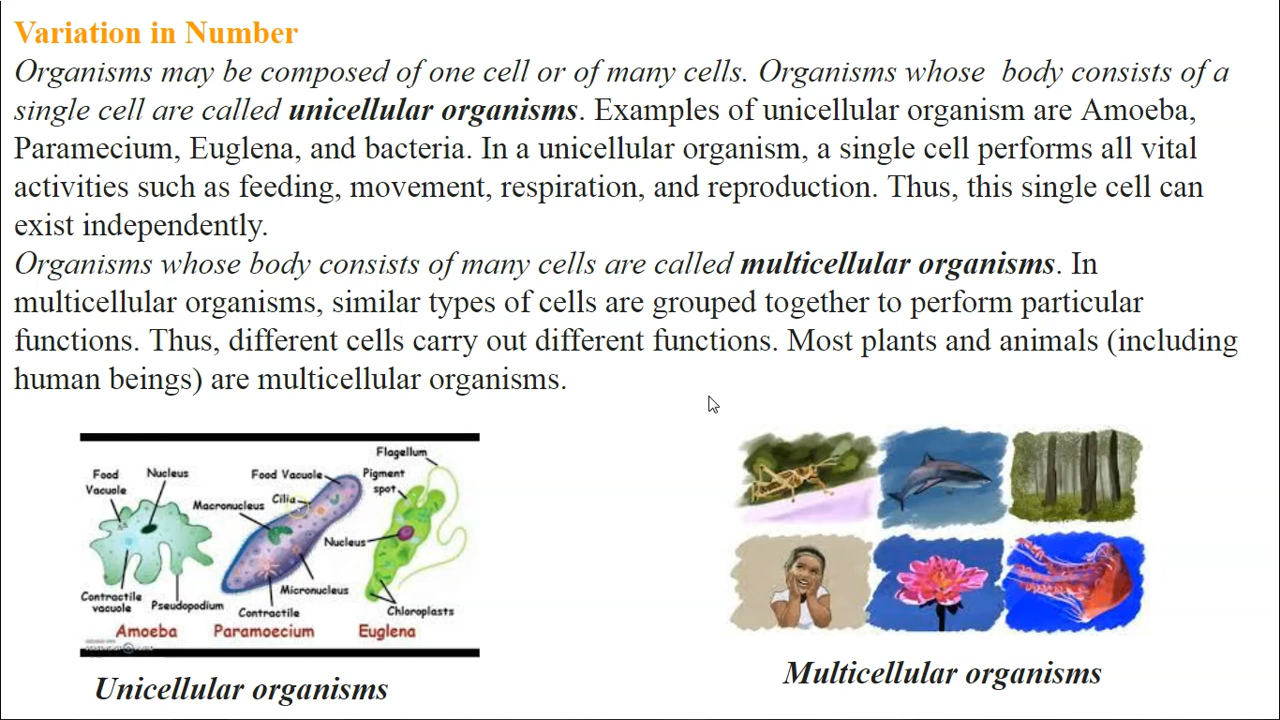 Variation in Number
Organisms may be composed of one cell or of many cells. Organisms whose body consists of a
single cell are called unicellular organisms. Examples of unicellular organism are Amoeba,
Paramecium, Euglena, and bacteria. In a unicellular organism, a single cell performs all vital
activities such as feeding, movement, respiration, and reproduction. Thus, this single cell can
exist independently.
Organisms whose body consists of many cells are called multicellular organisms. In
multicellular organisms, similar types of cells are grouped together to perform particular
functions. Thus, different cells carry out different functions. Most plants and animals (including
human beings) are multicellular organisms.
Food
Vacuole
Nucleus
Contractile
vacuole
Pseudopodium
Amoeba
Food Vacuole
Cilia
Macronucleus
Micronucleus
Contractile
Paramoecium
Flagellum
Pigment
spot
Nucleus
Chloroplasts
Euglena
Unicellular organisms
Multicellular organisms